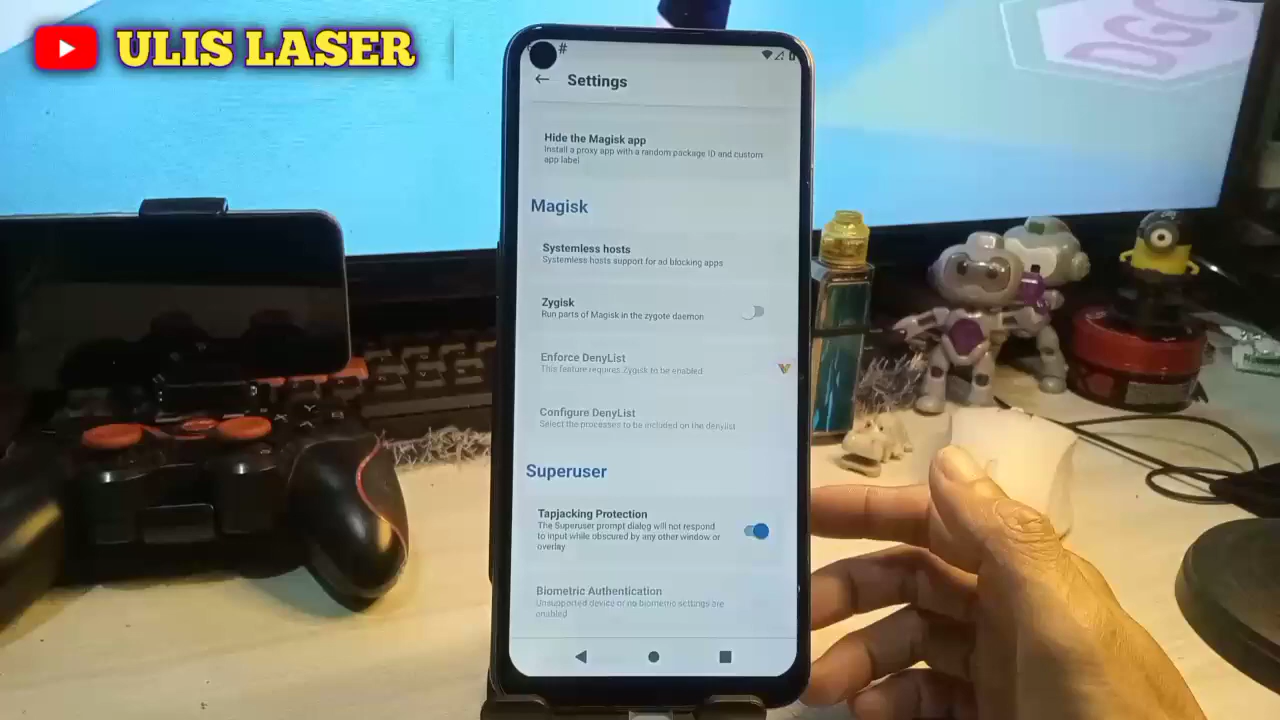 ULIS LASER
DGC
#
Settings
Hide the Magisk app
Install a proxy app with a random package ID and custom
app label
Magisk
Systemless hosts
Systemless hosts support for ad blocking apps
Zygisk
Run parts of Magisk in the zygote daemon
Enforce DenyList
This feature requires Zygisk to be enabled
Configure DenyList
Select the processes to be included on the denylist
Superuser
Tapjacking Protection
The Superuser prompt dialog will not respond
to input while obscured by any other window or
overlay
Biometric Authentication
Unsupported device or no biometric settings are
enabled